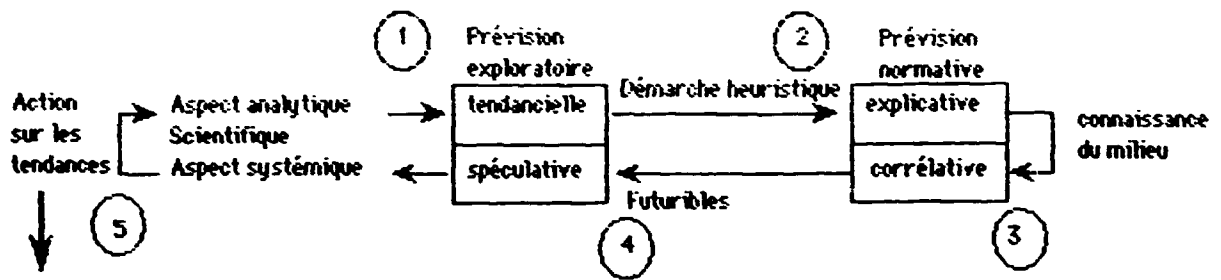 1
Prévision
exploratoire
2
Prévision
normative
Action
sur les
tendances
Aspect analytique
Scientifique
Aspect systémique
tendancielle
spéculative
Démarche heuristique
Futuribles
explicative
corrélative
connaissance
du milieu
5
4
3